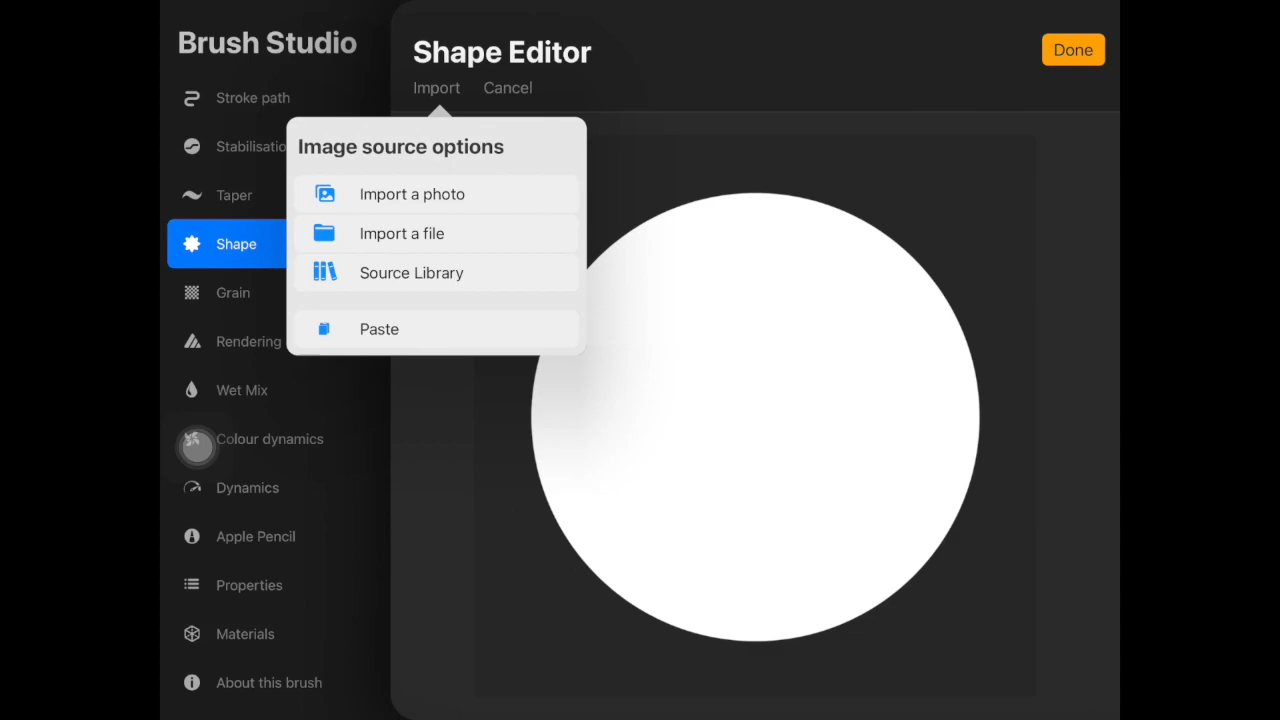 Brush Studio
Stroke path
Stabilisatio
Taper
Shape
Grain
Rendering
Wet Mix
Colour dynamics
Dynamics
Apple Pencil
Properties
Materials
About this brush
Shape Editor
Import Cancel
Done
Image source options
Import a photo
Import a file
Source Library
Paste